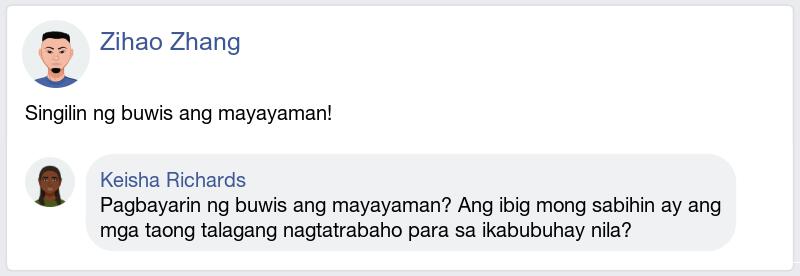 Zihao Zhang
Singilin ng buwis ang mayayaman!
Keisha Richards
Pagbayarin ng buwis ang mayayaman? Ang ibig mong sabihin ay ang
mga taong talagang nagtatrabaho para sa ikabubuhay nila?